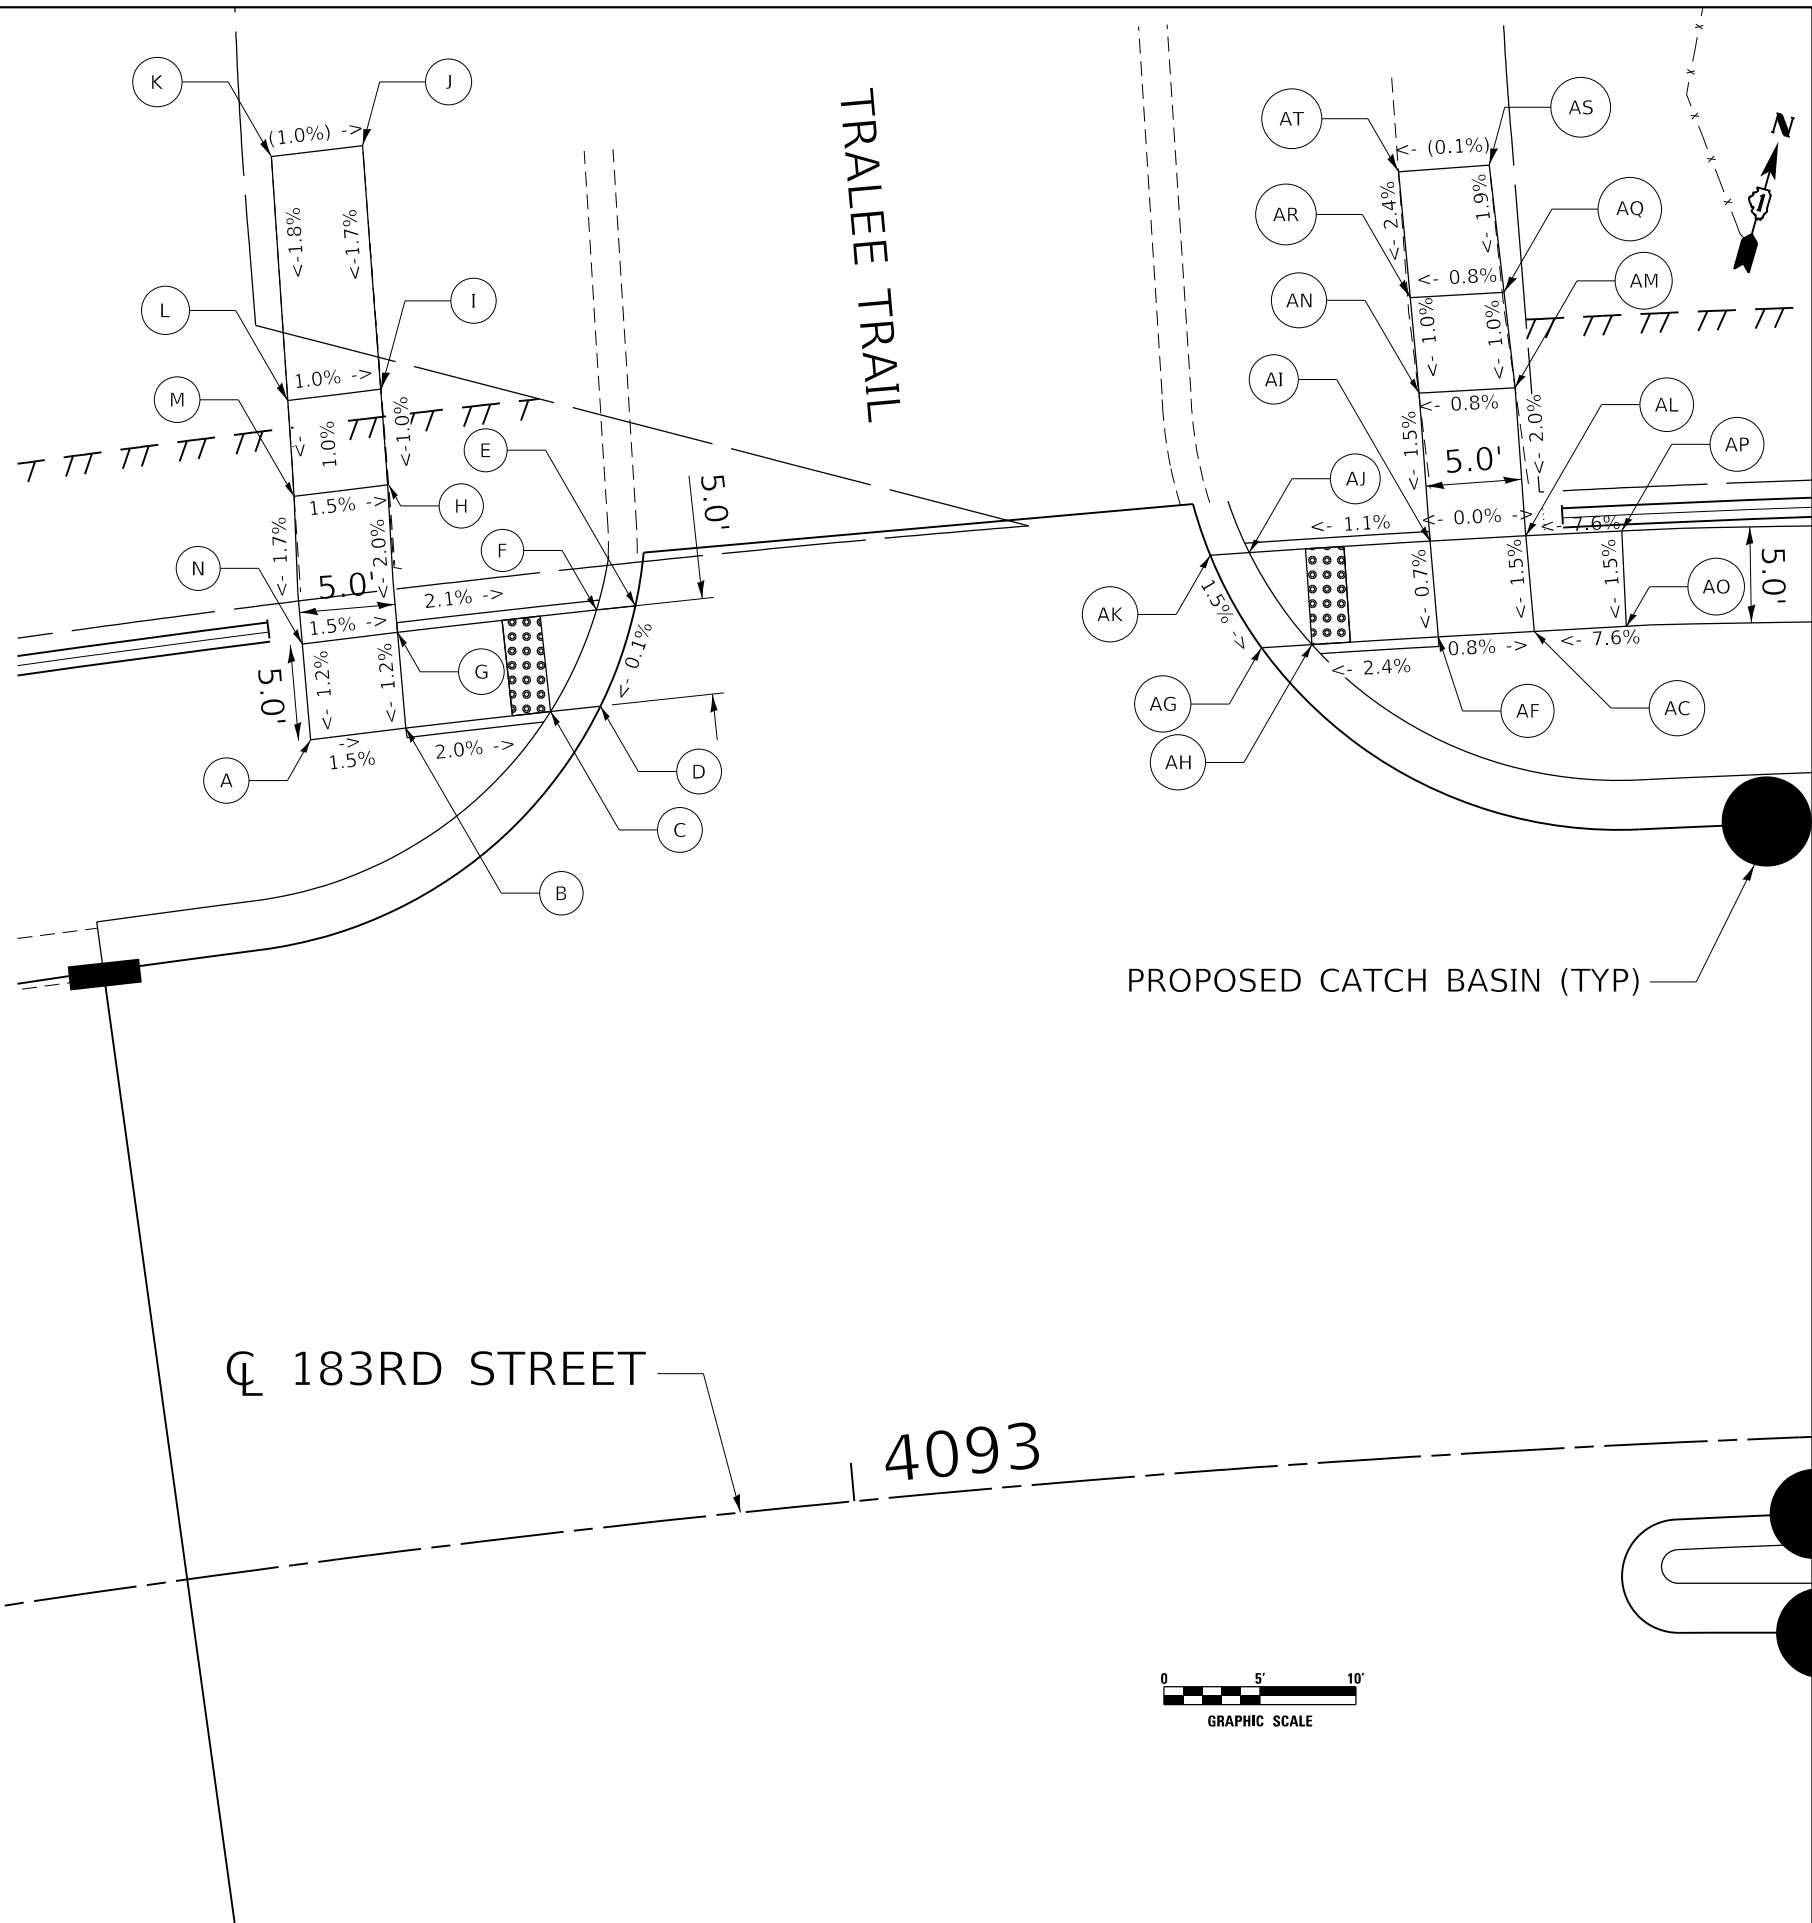 K
J
(1.0%) ->
<-1.8%
<-1.7%
L
I
1.0% ->
M
<-
1.0%
<-1.0%
E
1.5% ->
H
<- 1.7%
<- 2.0%
F
N
5.0'
2.1% ->
1.5% ->
5.0'
5.0'
<- 1.2%
<- 1.2%
G
<- 0.1%
A
->
1.5%
2.0% ->
D
C
B
TRALEE TRAIL
AT
AS
<- (0.1%)
<- 2.4%
<- 1.9%
AR
AQ
<- 0.8%
AN
AM
<- 1.0%
<- 1.0%
AI
<- 0.8%
AL
<- 1.5%
<- 2.0%
5.0'
AP
AJ
<- 1.1%
<- 0.0% ->
<- 7.6%
AK
1.5% ->
<- 0.7%
<- 1.5%
<- 1.5%
AO
5.0'
AG
<- 2.4%
0.8% ->
<- 7.6%
AH
AF
AC
N
1
x
x
x
x
x
PROPOSED CATCH BASIN (TYP)
℄ 183RD STREET
4093
0 5' 10'
GRAPHIC SCALE